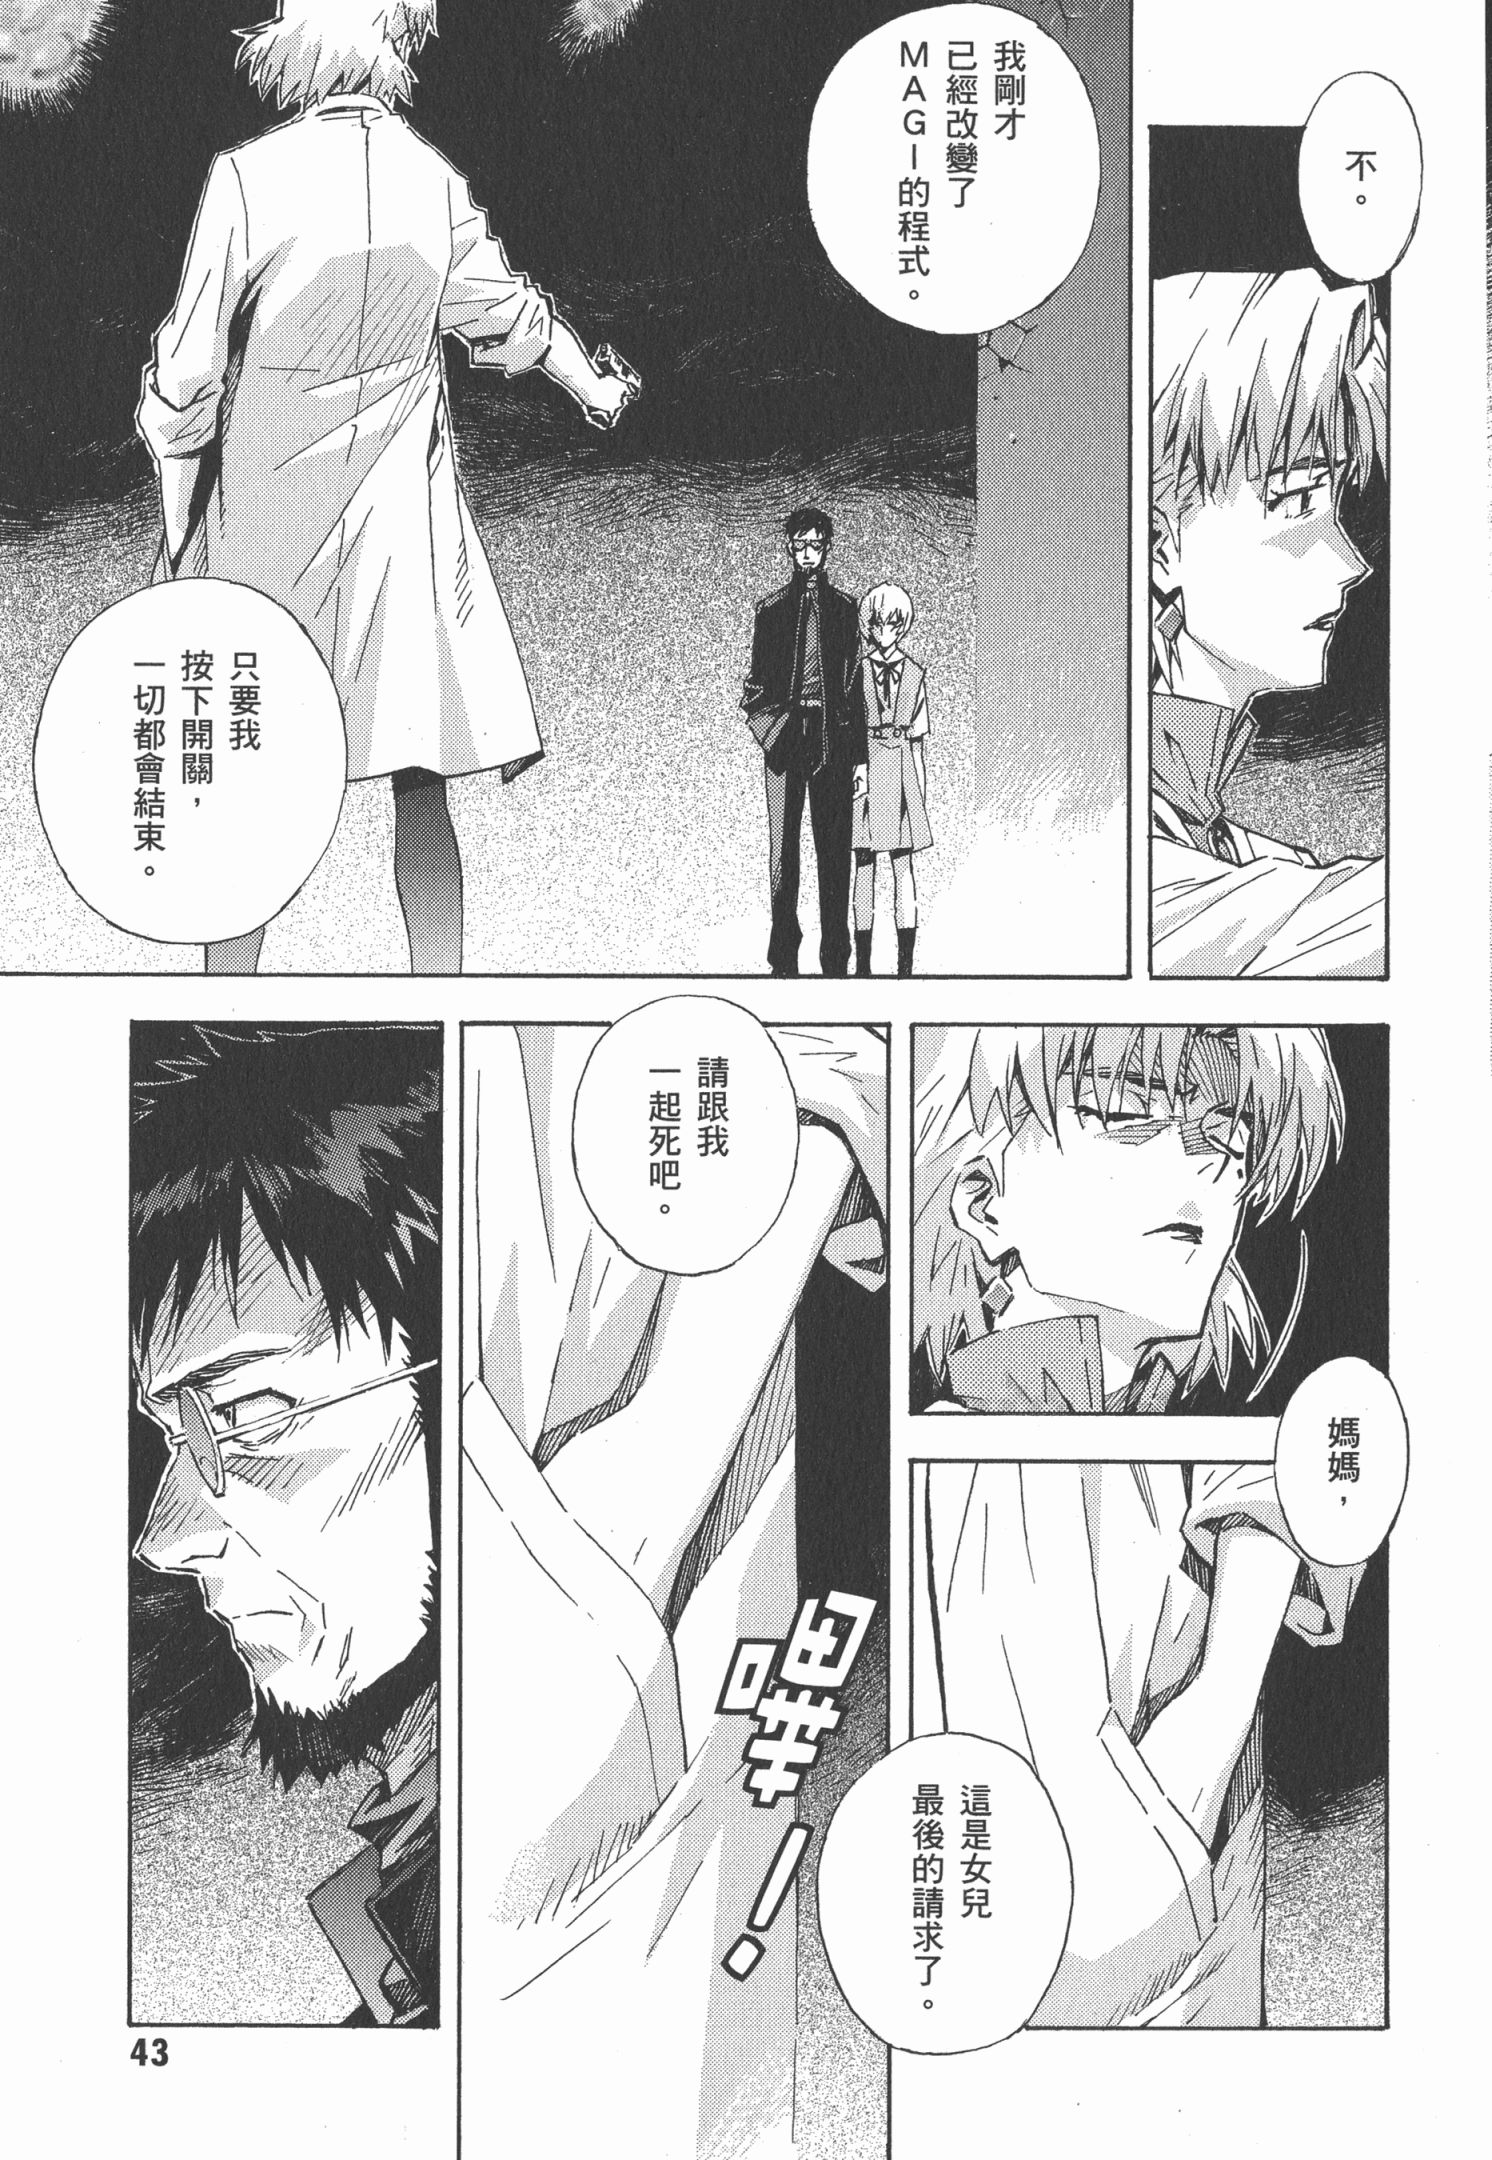 不。
我剛才
已經改變了
MAGI的程式。
只要我
按下開關，
一切都會結束。
媽媽，
這是女兒
最後的請求了。
請跟我
一起死吧。
43